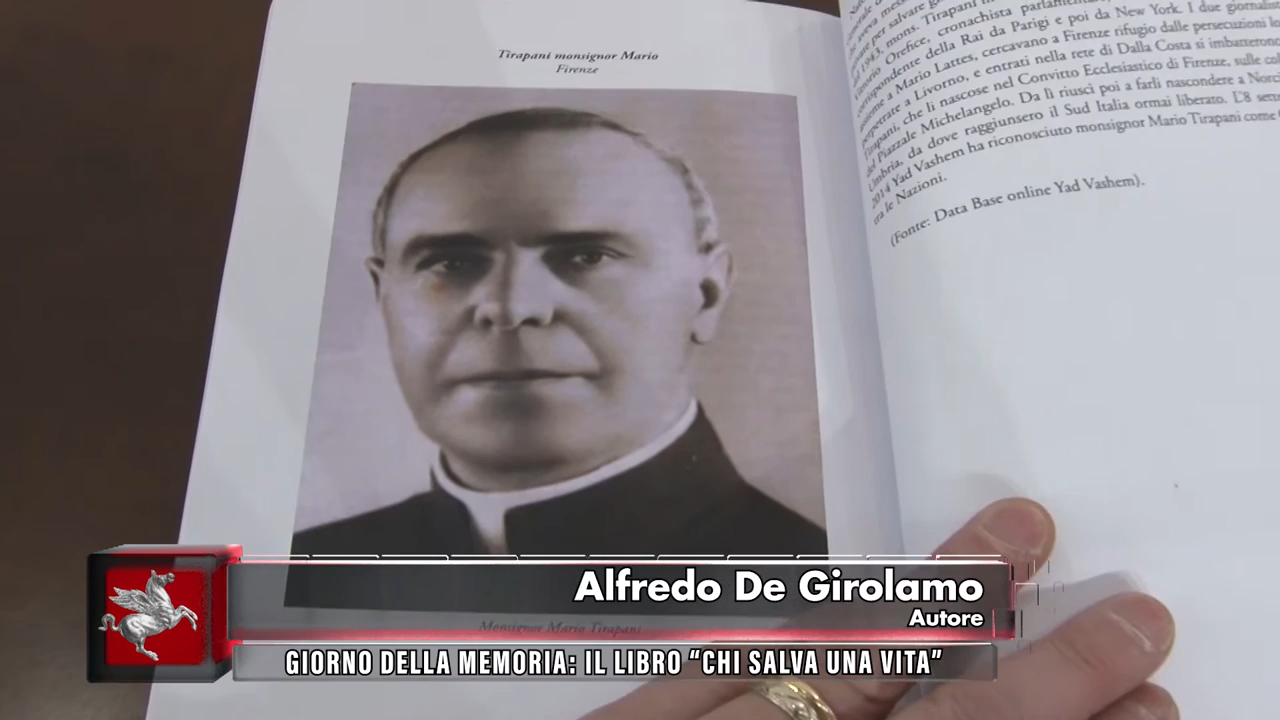 Tirapani monsignor Mario
Firenze
per salvare
1943, mons. Tirapani
Orefice, cronachista parlamentare,
corrispondente della Rai da Parigi e poi da New York. I due giornalisti
insieme a Mario Lattes, cercavano a Firenze rifugio dalle persecuzioni
perpetrate a Livorno, e entrati nella rete di Dalla Costa si imbatterono
Tirapani, che li nascose nel Convitto Ecclesiastico di Firenze, sulle
del Piazzale Michelangelo. Da lì riuscì poi a farli nascondere a
Umbria, da dove raggiunsero il Sud Italia ormai liberato. L'8
2014 Yad Vashem ha riconosciuto monsignor Mario Tirapani come
tra le Nazioni.
(Fonte: Data Base online Yad Vashem).
Monsignor Mario Tirapani
Alfredo De Girolamo
Autore
GIORNO DELLA MEMORIA: IL LIBRO “CHI SALVA UNA VITA”